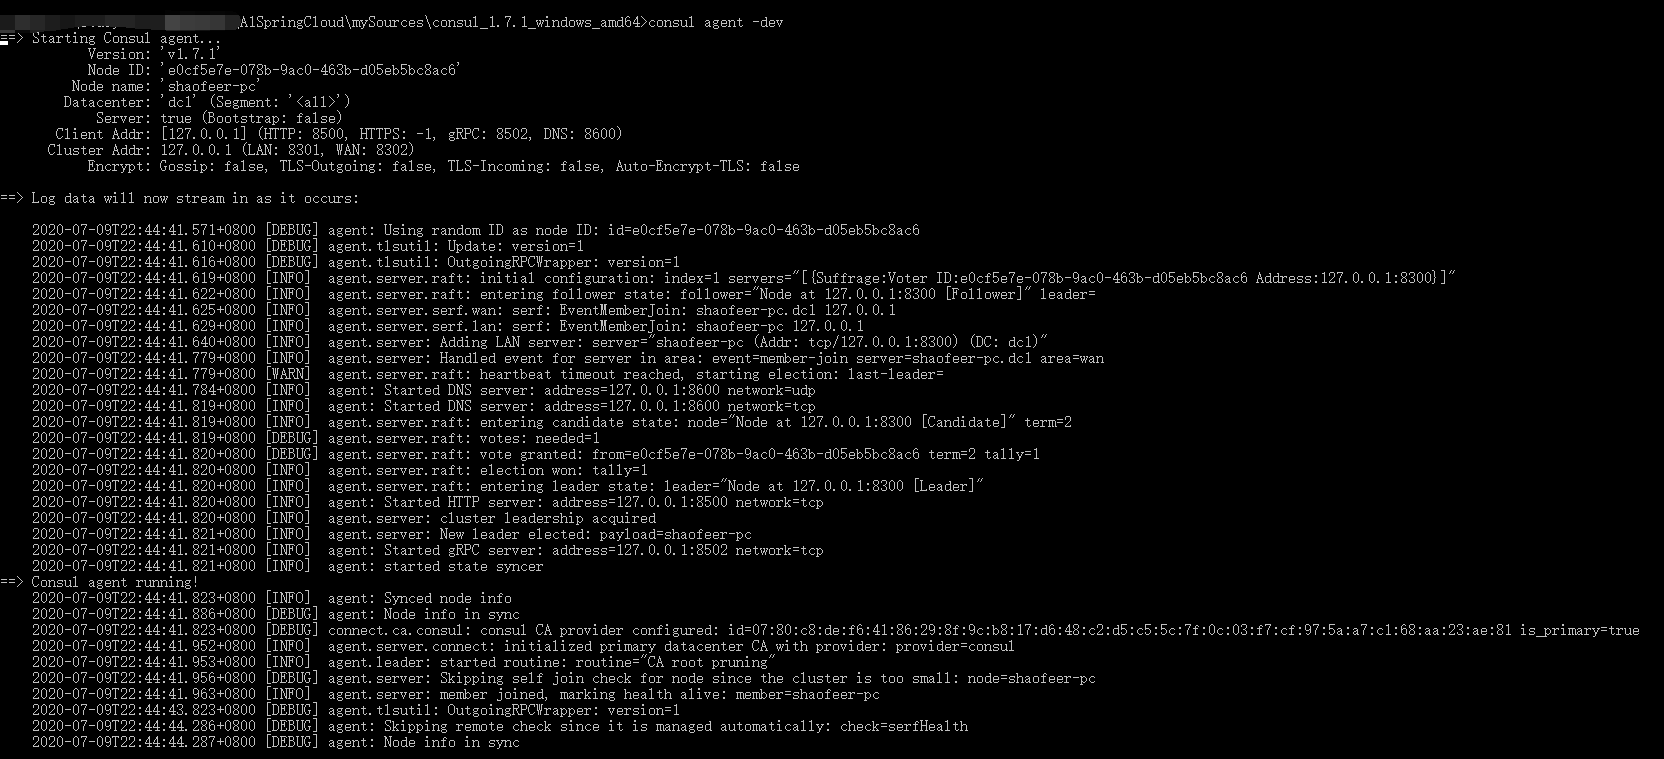 A1SpringCloud\mySources\consul_1.7.1_windows_amd64>consul agent -dev
==> Starting Consul agent...
Version: 'v1.7.1'
Node ID: 'e0cf5e7e-078b-9ac0-463b-d05eb5bc8ac6'
Node name: 'shaofeer-pc'
Datacenter: 'dc1' (Segment: '<all>')
Server: true (Bootstrap: false)
Client Addr: [127.0.0.1] (HTTP: 8500, HTTPS: -1, gRPC: 8502, DNS: 8600)
Cluster Addr: 127.0.0.1 (LAN: 8301, WAN: 8302)
Encrypt: Gossip: false, TLS-Outgoing: false, TLS-Incoming: false, Auto-Encrypt-TLS: false
==> Log data will now stream in as it occurs:
2020-07-09T22:44:41.571+0800 [DEBUG] agent: Using random ID as node ID: id=e0cf5e7e-078b-9ac0-463b-d05eb5bc8ac6
2020-07-09T22:44:41.610+0800 [DEBUG] agent.tlsutil: Update: version=1
2020-07-09T22:44:41.616+0800 [DEBUG] agent.tlsutil: OutgoingRPCWrapper: version=1
2020-07-09T22:44:41.619+0800 [INFO]  agent.server.raft: initial configuration: index=1 servers="[{Suffrage:Voter ID:e0cf5e7e-078b-9ac0-463b-d05eb5bc8ac6 Address:127.0.0.1:8300}]"
2020-07-09T22:44:41.622+0800 [INFO]  agent.server.raft: entering follower state: follower="Node at 127.0.0.1:8300 [Follower]" leader=
2020-07-09T22:44:41.625+0800 [INFO]  agent.server.serf.wan: serf: EventMemberJoin: shaofeer-pc.dc1 127.0.0.1
2020-07-09T22:44:41.629+0800 [INFO]  agent.server.serf.lan: serf: EventMemberJoin: shaofeer-pc 127.0.0.1
2020-07-09T22:44:41.640+0800 [INFO]  agent.server: Adding LAN server: server="shaofeer-pc (Addr: tcp/127.0.0.1:8300) (DC: dc1)"
2020-07-09T22:44:41.779+0800 [INFO]  agent.server: Handled event for server in area: event=member-join server=shaofeer-pc.dc1 area=wan
2020-07-09T22:44:41.779+0800 [WARN]  agent.server.raft: heartbeat timeout reached, starting election: last-leader=
2020-07-09T22:44:41.784+0800 [INFO]  agent: Started DNS server: address=127.0.0.1:8600 network=udp
2020-07-09T22:44:41.819+0800 [INFO]  agent: Started DNS server: address=127.0.0.1:8600 network=tcp
2020-07-09T22:44:41.819+0800 [INFO]  agent.server.raft: entering candidate state: node="Node at 127.0.0.1:8300 [Candidate]" term=2
2020-07-09T22:44:41.819+0800 [DEBUG] agent.server.raft: votes: needed=1
2020-07-09T22:44:41.820+0800 [DEBUG] agent.server.raft: vote granted: from=e0cf5e7e-078b-9ac0-463b-d05eb5bc8ac6 term=2 tally=1
2020-07-09T22:44:41.820+0800 [INFO]  agent.server.raft: election won: tally=1
2020-07-09T22:44:41.820+0800 [INFO]  agent.server.raft: entering leader state: leader="Node at 127.0.0.1:8300 [Leader]"
2020-07-09T22:44:41.820+0800 [INFO]  agent: Started HTTP server: address=127.0.0.1:8500 network=tcp
2020-07-09T22:44:41.820+0800 [INFO]  agent.server: cluster leadership acquired
2020-07-09T22:44:41.821+0800 [INFO]  agent.server: New leader elected: payload=shaofeer-pc
2020-07-09T22:44:41.821+0800 [INFO]  agent: Started gRPC server: address=127.0.0.1:8502 network=tcp
2020-07-09T22:44:41.821+0800 [INFO]  agent: started state syncer
==> Consul agent running!
2020-07-09T22:44:41.823+0800 [INFO]  agent: Synced node info
2020-07-09T22:44:41.886+0800 [DEBUG] agent: Node info in sync
2020-07-09T22:44:41.823+0800 [DEBUG] connect.ca.consul: consul CA provider configured: id=07:80:c8:de:f6:41:86:29:8f:9c:b8:17:d6:48:c2:d5:c5:5c:7f:0c:03:f7:cf:97:5a:a7:c1:68:aa:23:ae:81 is_primary=true
2020-07-09T22:44:41.952+0800 [INFO]  agent.server.connect: initialized primary datacenter CA with provider: provider=consul
2020-07-09T22:44:41.953+0800 [INFO]  agent.leader: started routine: routine="CA root pruning"
2020-07-09T22:44:41.956+0800 [DEBUG] agent.server: Skipping self join check for node since the cluster is too small: node=shaofeer-pc
2020-07-09T22:44:41.963+0800 [INFO]  agent.server: member joined, marking health alive: member=shaofeer-pc
2020-07-09T22:44:43.823+0800 [DEBUG] agent.tlsutil: OutgoingRPCWrapper: version=1
2020-07-09T22:44:44.286+0800 [DEBUG] agent: Skipping remote check since it is managed automatically: check=serfHealth
2020-07-09T22:44:44.287+0800 [DEBUG] agent: Node info in sync